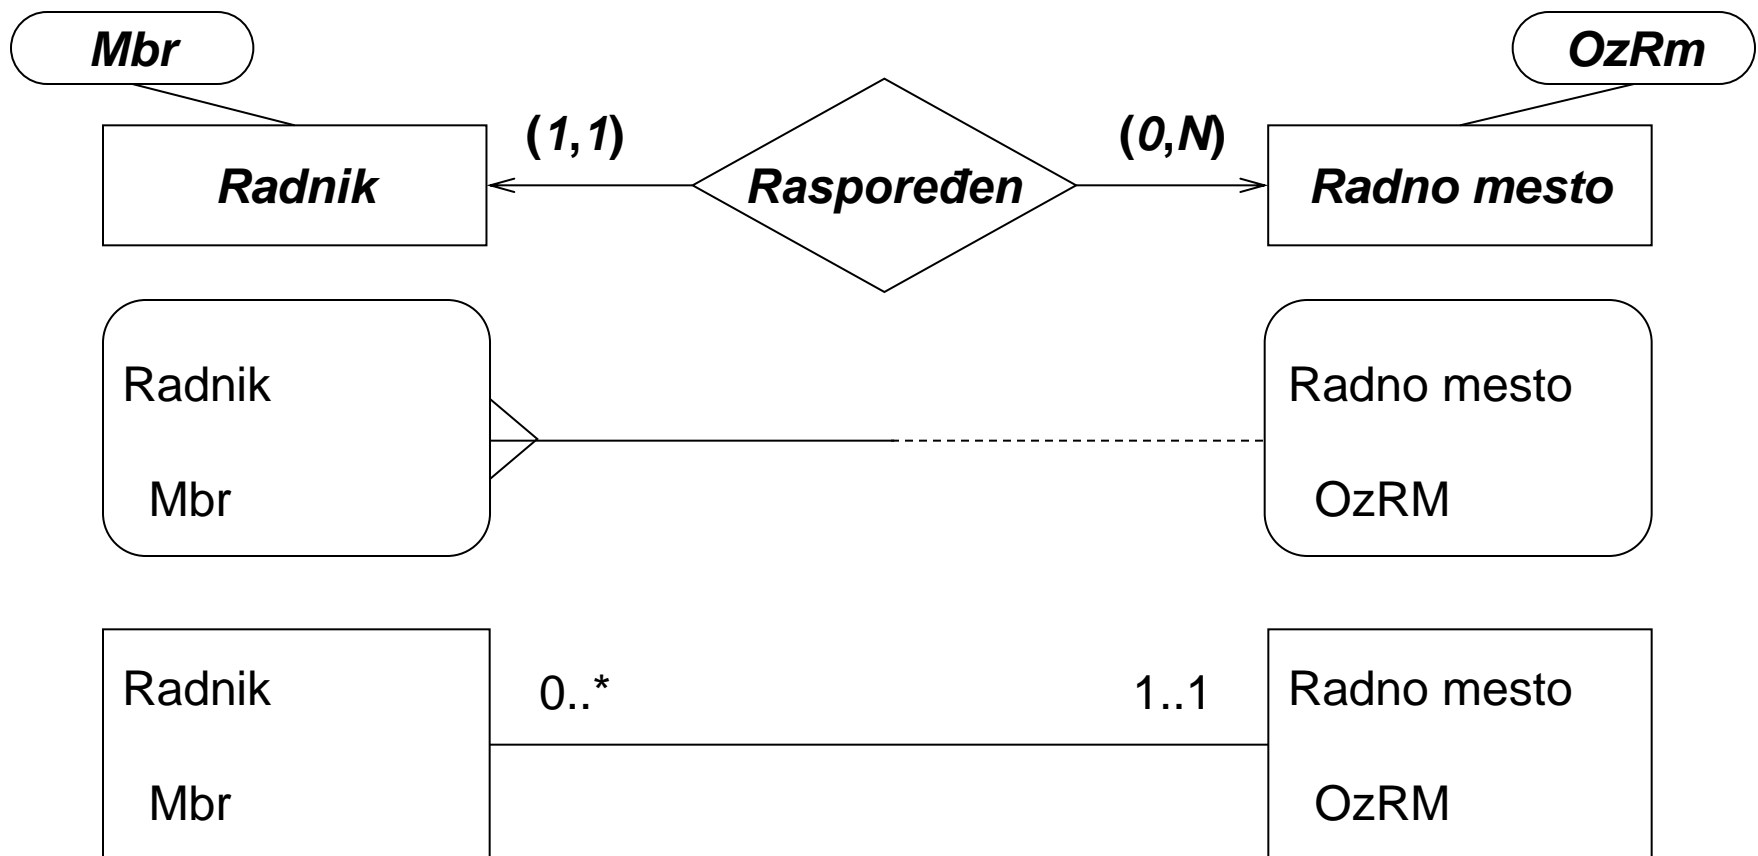 Mbr
OzRm
(1,1)
(0,N)
Radnik
Raspoređen
Radno mesto
Radnik
Radno mesto
Mbr
OzRM
Radnik
0..*
1..1
Radno mesto
Mbr
OzRM